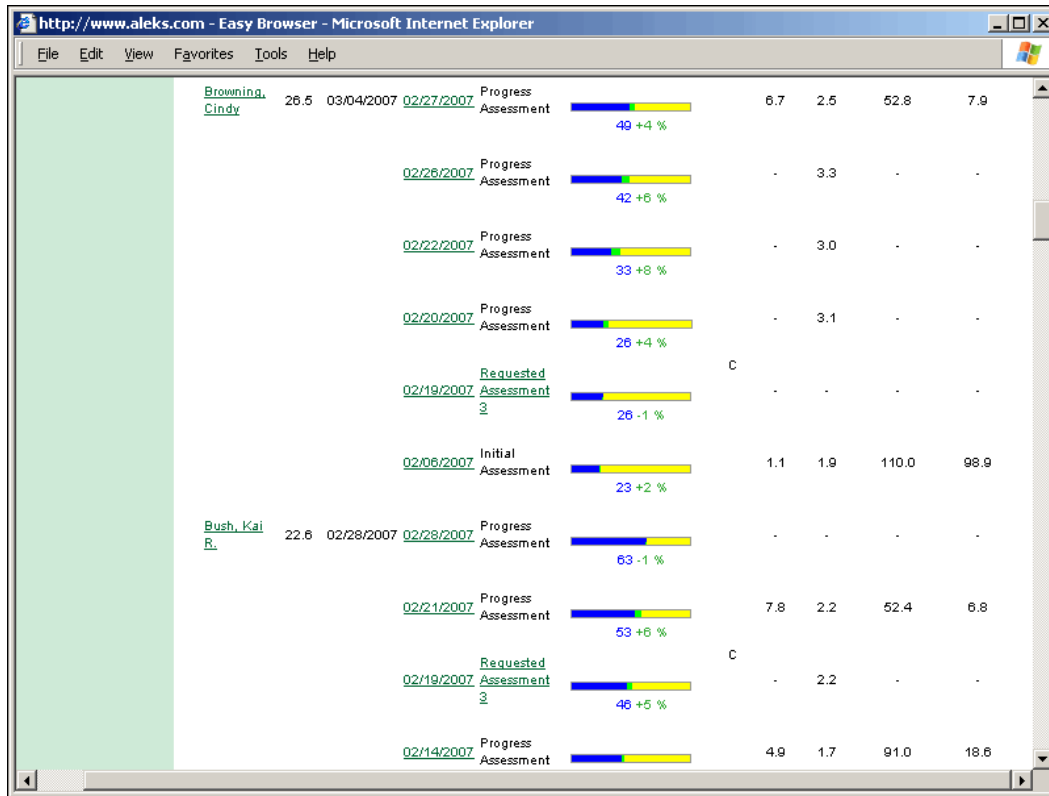 http://www.aleks.com - Easy Browser - Microsoft Internet Explorer
File Edit View Favorites Tools Help
Browning, Cindy 26.5 03/04/2007 02/27/2007 Progress Assessment 6.7 2.5 52.8 7.9
49 +4 %
02/26/2007 Progress Assessment - 3.3 - -
42 +6 %
02/22/2007 Progress Assessment - 3.0 - -
33 +8 %
02/20/2007 Progress Assessment - 3.1 - -
26 +4 %
C
02/19/2007 Requested Assessment 3 - - - -
26 -1 %
02/06/2007 Initial Assessment 1.1 1.9 110.0 98.9
23 +2 %
Bush, Kai R. 22.6 02/28/2007 02/28/2007 Progress Assessment - - - -
63 -1 %
02/21/2007 Progress Assessment 7.8 2.2 52.4 6.8
53 +6 %
C
02/19/2007 Requested Assessment 3 - 2.2 - -
46 +5 %
02/14/2007 Progress Assessment 4.9 1.7 91.0 18.6